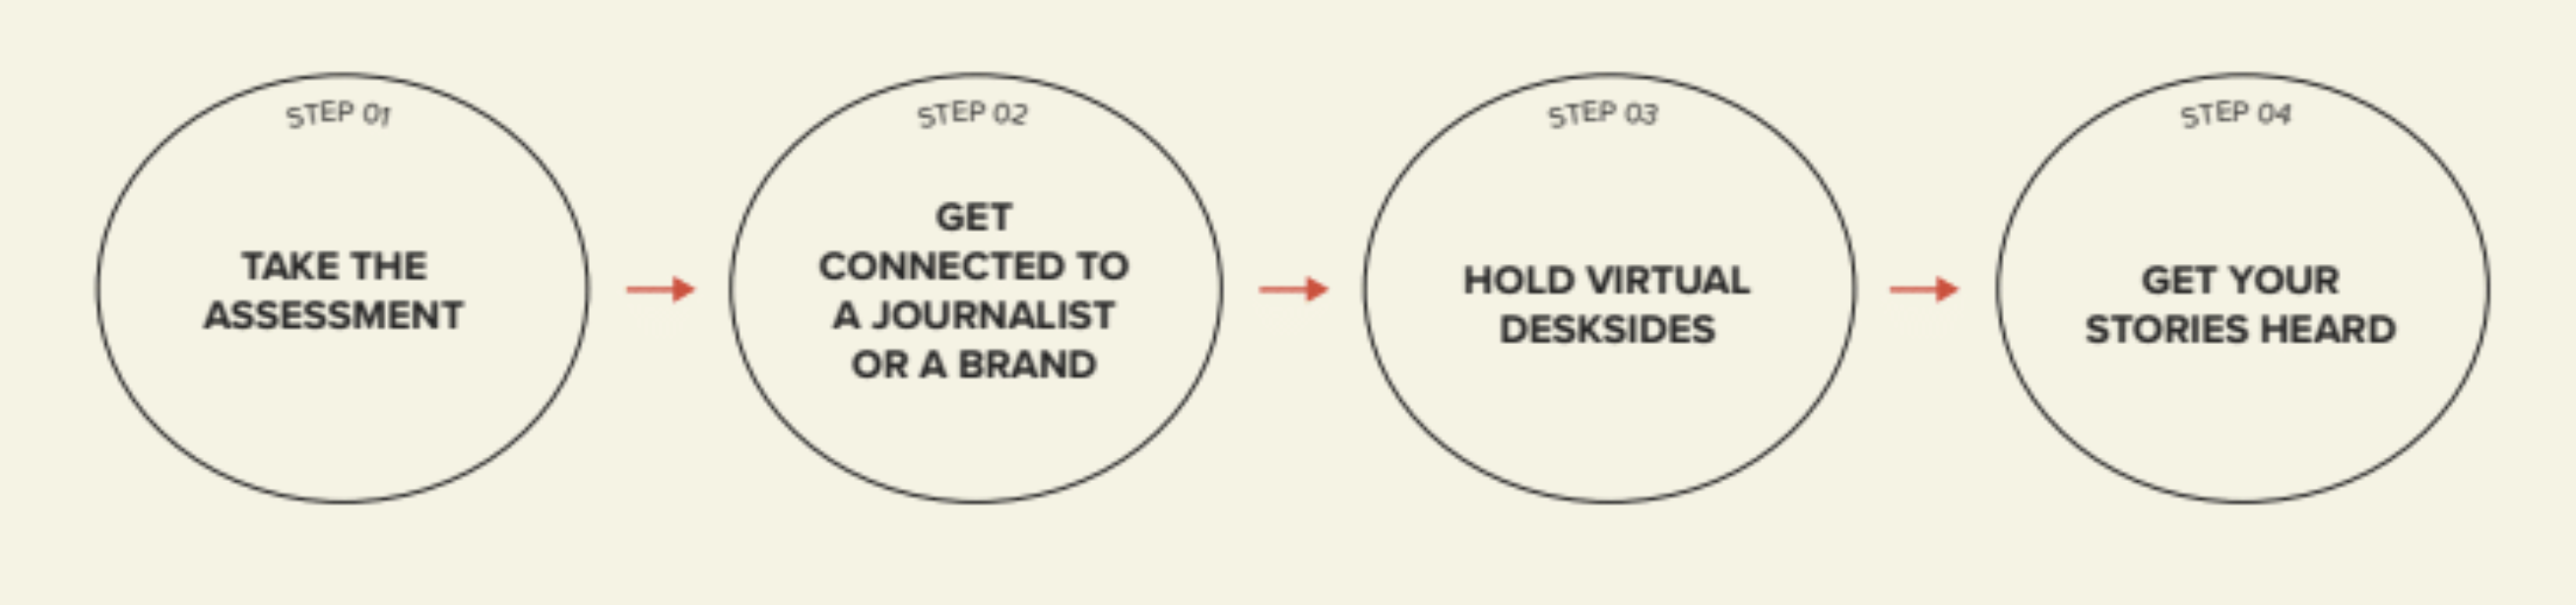 STEP 01
TAKE THE
ASSESSMENT
STEP 02
GET
CONNECTED TO
A JOURNALIST
OR A BRAND
STEP 03
HOLD VIRTUAL
DESKSIDES
STEP 04
GET YOUR
STORIES HEARD